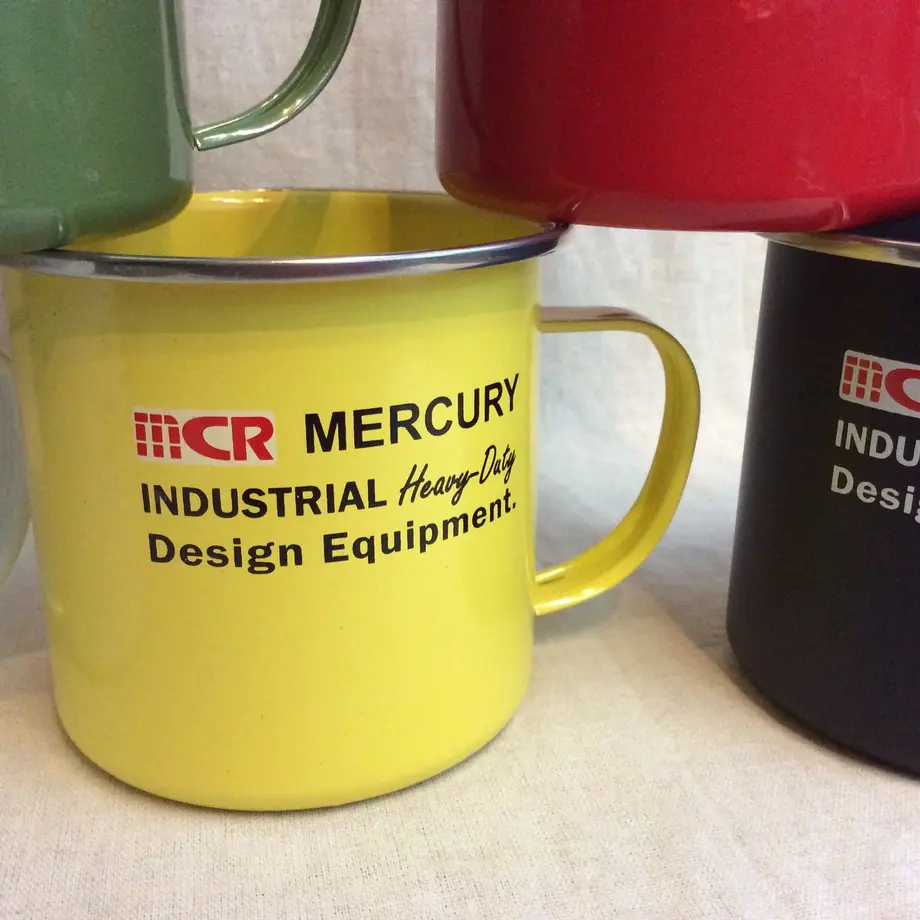 MCR MERCURY
INDUSTRIAL Heavy-Duty
Design Equipment.
MCR
INDU
Desig